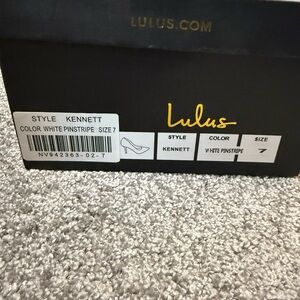 LULUS.COM
STYLE KENNETT
COLOR WHITE PINSTRIPE SIZE 7
NV942363-02-7
Lulus
STYLE
KENNETT
COLOR
WHITE PINSTRIPE
SIZE
7